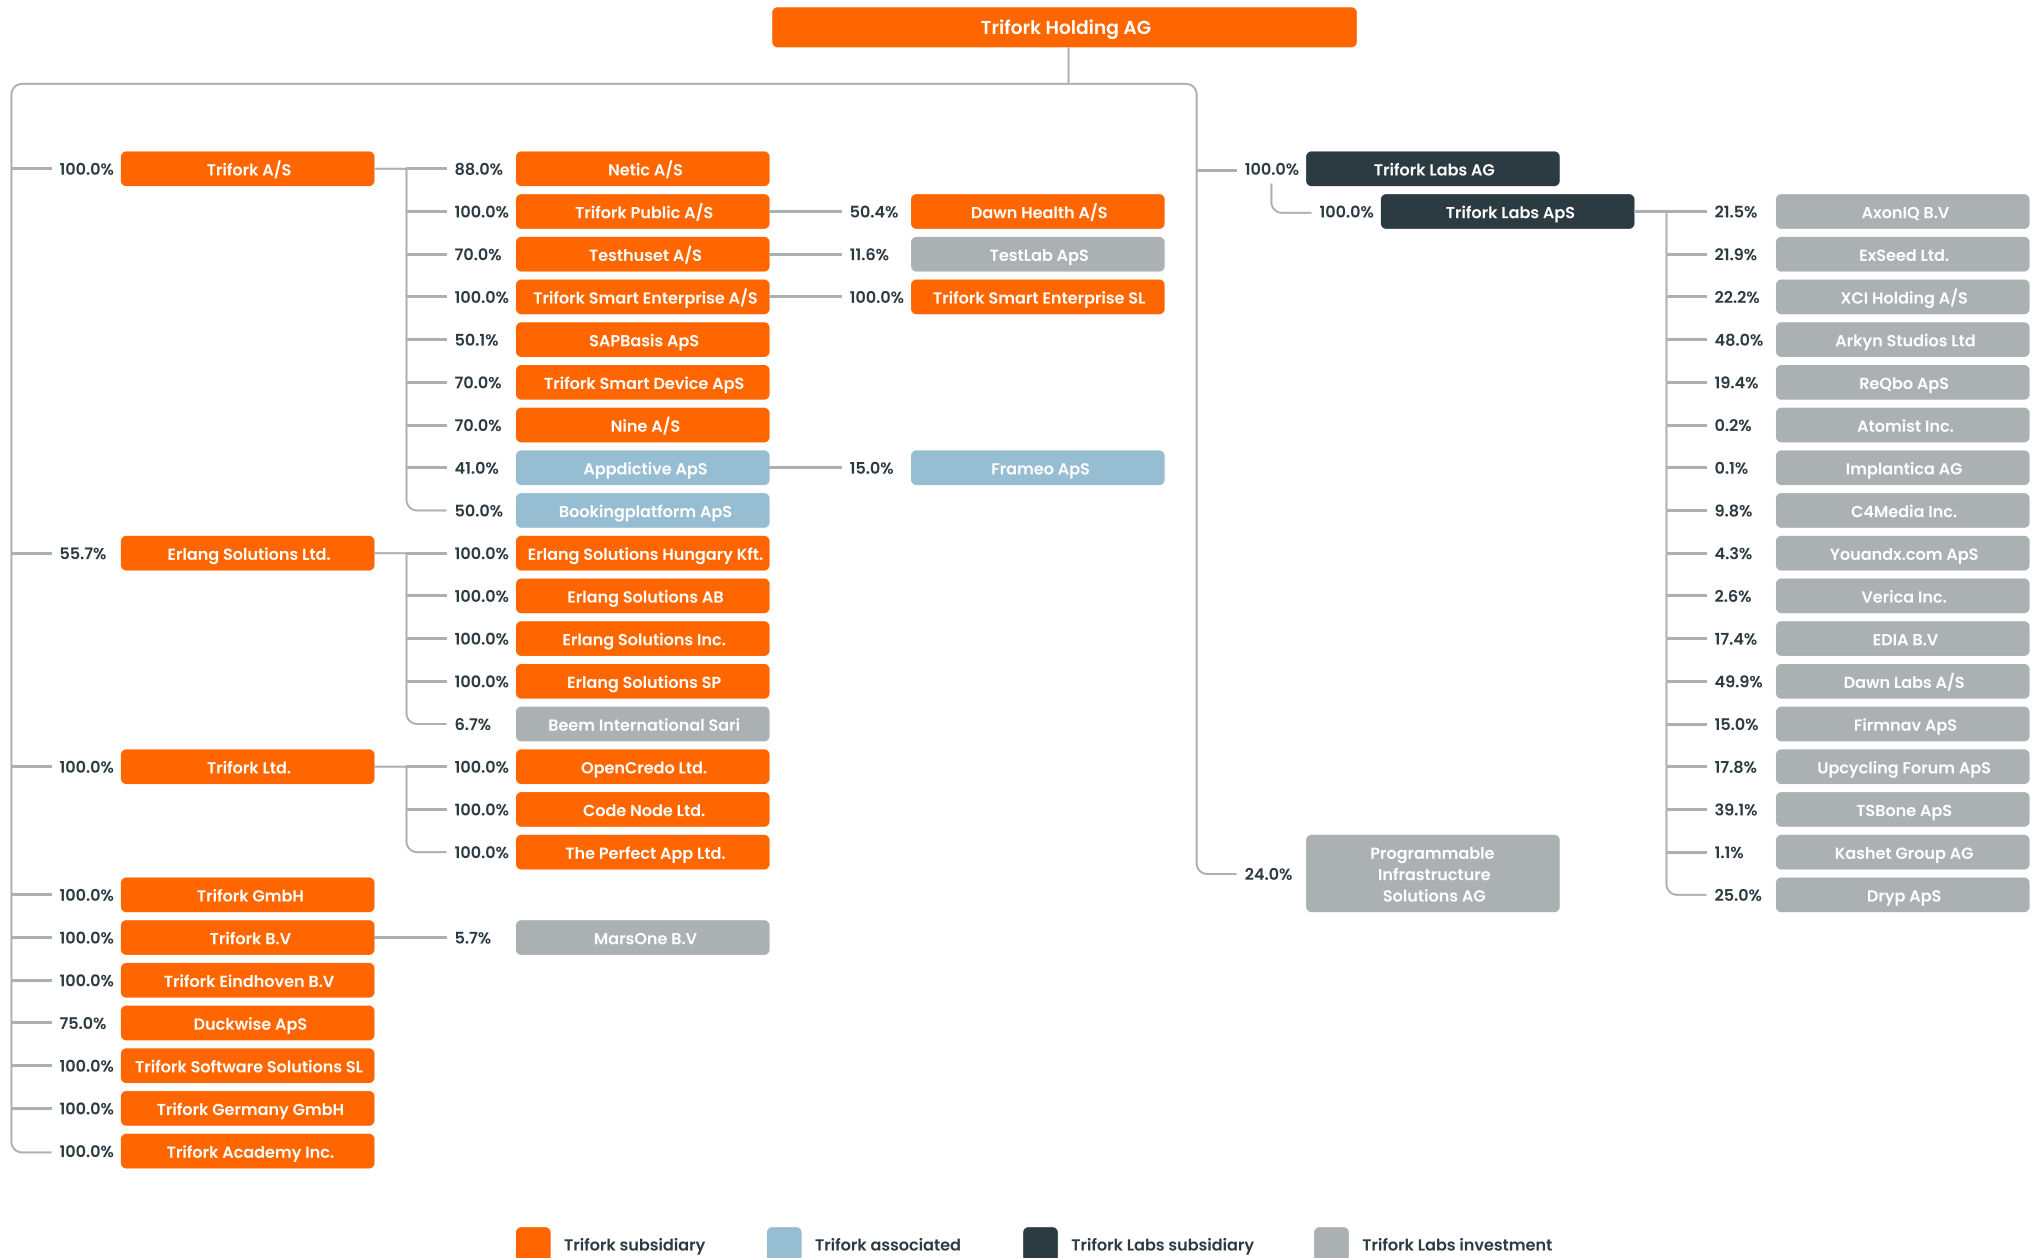 Trifork Holding AG
100.0% Trifork A/S
88.0% Netic A/S
100.0% Trifork Public A/S
50.4% Dawn Health A/S
70.0% Testhuset A/S
11.6% TestLab ApS
100.0% Trifork Smart Enterprise A/S
100.0% Trifork Smart Enterprise SL
50.1% SAPBasis ApS
70.0% Trifork Smart Device ApS
70.0% Nine A/S
41.0% Appdictive ApS
15.0% Frameo ApS
50.0% Bookingplatform ApS
55.7% Erlang Solutions Ltd.
100.0% Erlang Solutions Hungary Kft.
100.0% Erlang Solutions AB
100.0% Erlang Solutions Inc.
100.0% Erlang Solutions SP
6.7% Beem International Sari
100.0% Trifork Ltd.
100.0% OpenCredo Ltd.
100.0% Code Node Ltd.
100.0% The Perfect App Ltd.
100.0% Trifork GmbH
100.0% Trifork B.V
5.7% MarsOne B.V
100.0% Trifork Eindhoven B.V
75.0% Duckwise ApS
100.0% Trifork Software Solutions SL
100.0% Trifork Germany GmbH
100.0% Trifork Academy Inc.
100.0% Trifork Labs AG
100.0% Trifork Labs ApS
21.5% AxonIQ B.V
21.9% ExSeed Ltd.
22.2% XCI Holding A/S
48.0% Arkyn Studios Ltd
19.4% ReQbo ApS
0.2% Atomist Inc.
0.1% Implantica AG
9.8% C4Media Inc.
4.3% Youandx.com ApS
2.6% Verica Inc.
17.4% EDIA B.V
49.9% Dawn Labs A/S
15.0% Firmnav ApS
17.8% Upcycling Forum ApS
39.1% TSBone ApS
1.1% Kashet Group AG
25.0% Dryp ApS
24.0% Programmable
Infrastructure
Solutions AG
Trifork subsidiary
Trifork associated
Trifork Labs subsidiary
Trifork Labs investment